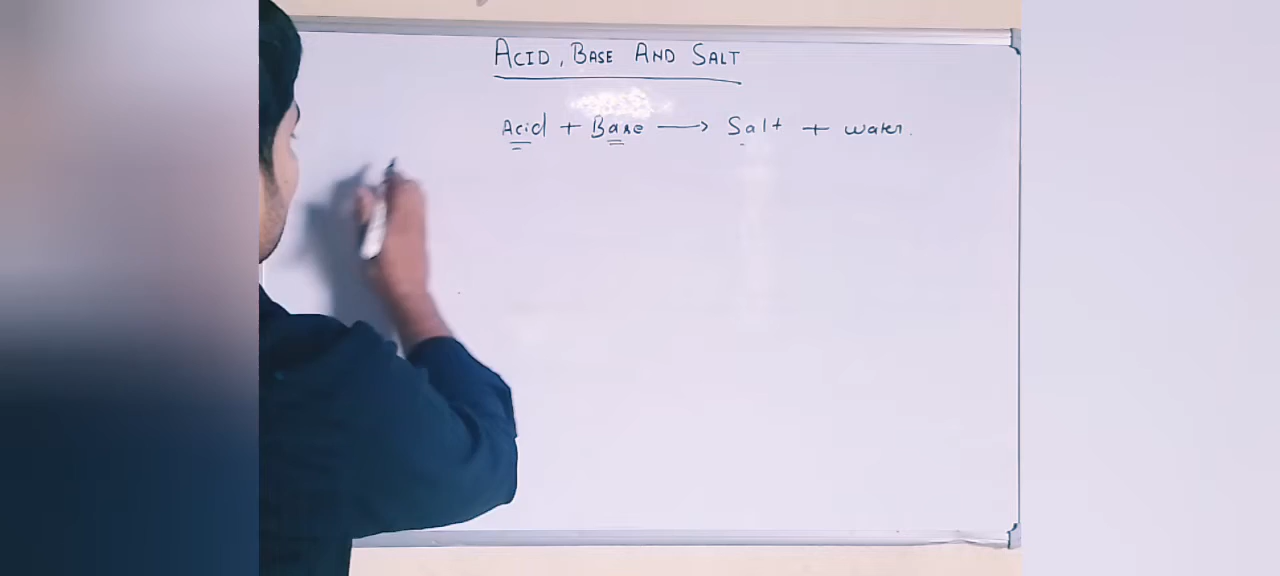 ACID, BASE AND SALT
Acid + Base ⟶ Salt + water.